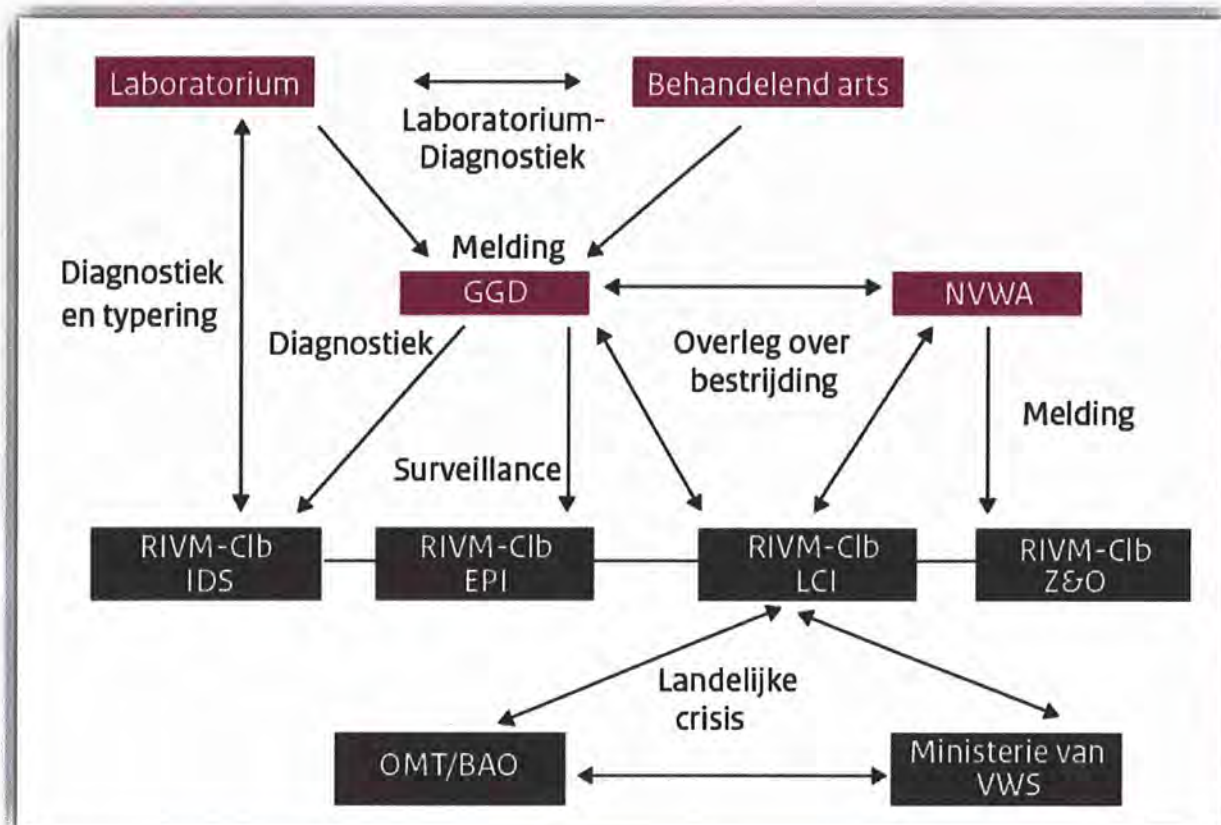 Laboratorium
Behandelend arts
Laboratorium-
Diagnostiek
Diagnostiek
en typering
Melding
GGD
NVWA
Diagnostiek
Overleg over
bestrijding
Melding
Surveillance
RIVM-CIb
IDS
RIVM-CIb
EPI
RIVM-CIb
LCI
RIVM-CIb
Z&O
Landelijke
crisis
OMT/BAO
Ministerie van
VWS